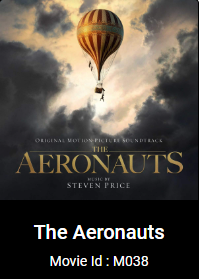 ORIGINAL MOTION PICTURE SOUNDTRACK
THE
AERONAUTS
MUSIC BY
STEVEN PRICE
The Aeronauts
Movie Id : M038